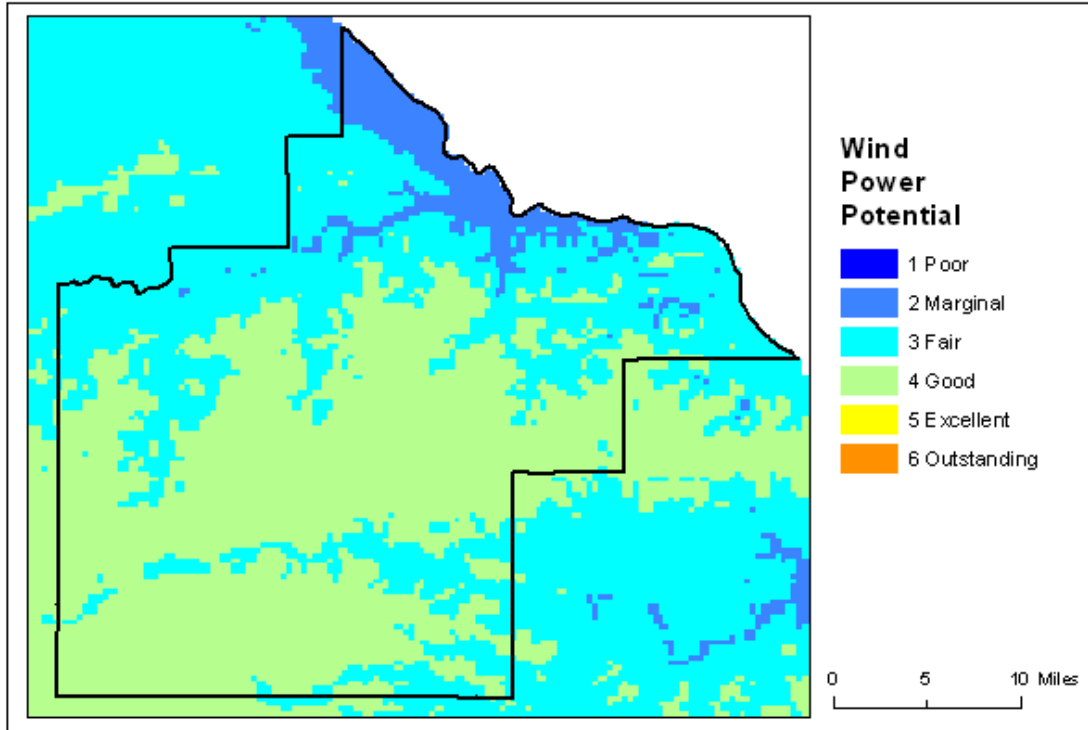 Wind
Power
Potential
1 Poor
2 Marginal
3 Fair
4 Good
5 Excellent
6 Outstanding
0 5 10 Miles